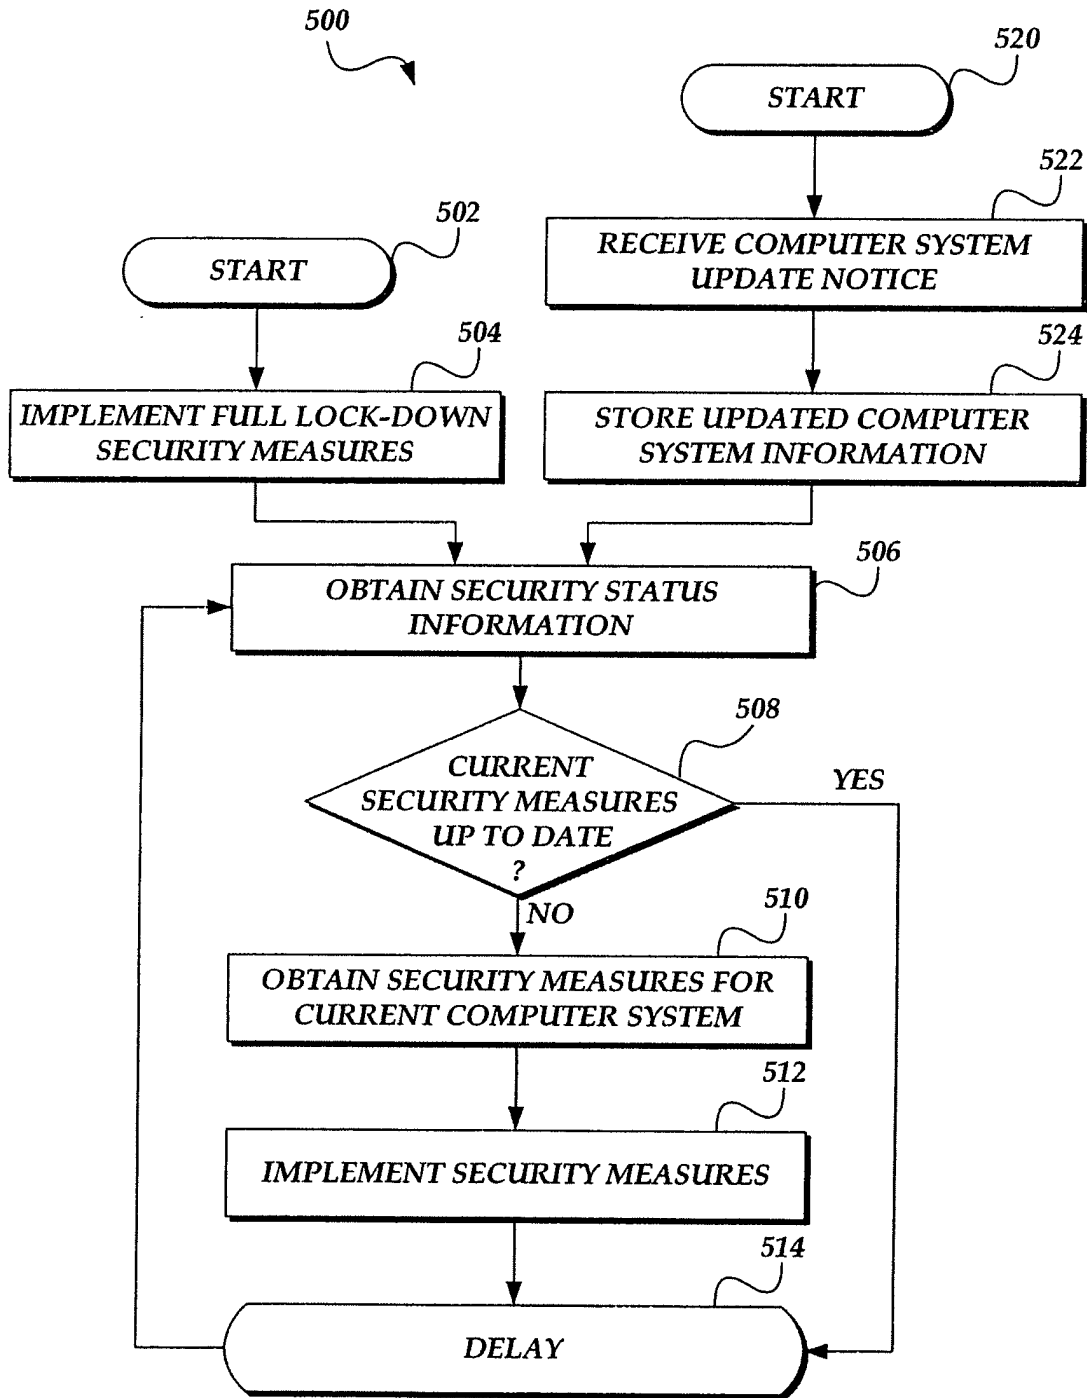 500
520
START
522
RECEIVE COMPUTER SYSTEM
UPDATE NOTICE
502
START
524
STORE UPDATED COMPUTER
SYSTEM INFORMATION
504
IMPLEMENT FULL LOCK-DOWN
SECURITY MEASURES
506
OBTAIN SECURITY STATUS
INFORMATION
508
CURRENT
SECURITY MEASURES
UP TO DATE
?
YES
NO
510
OBTAIN SECURITY MEASURES FOR
CURRENT COMPUTER SYSTEM
512
IMPLEMENT SECURITY MEASURES
514
DELAY